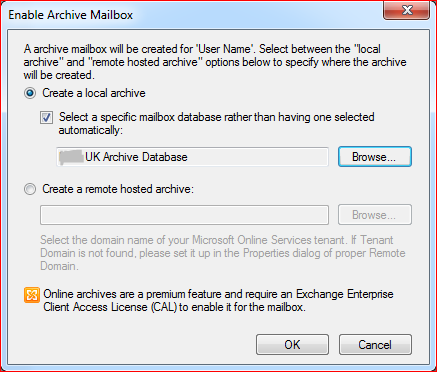 Enable Archive Mailbox
A archive mailbox will be created for 'User Name'. Select between the "local
archive" and "remote hosted archive" options below to specify where the archive
will be created.
Create a local archive
Select a specific mailbox database rather than having one selected
automatically:
UK Archive Database
Browse...
Create a remote hosted archive:
Browse...
Select the domain name of your Microsoft Online Services tenant. If Tenant
Domain is not found, please set it up in the Properties dialog of proper Remote
Domain.
Online archives are a premium feature and require an Exchange Enterprise
Client Access License (CAL) to enable it for the mailbox.
OK
Cancel